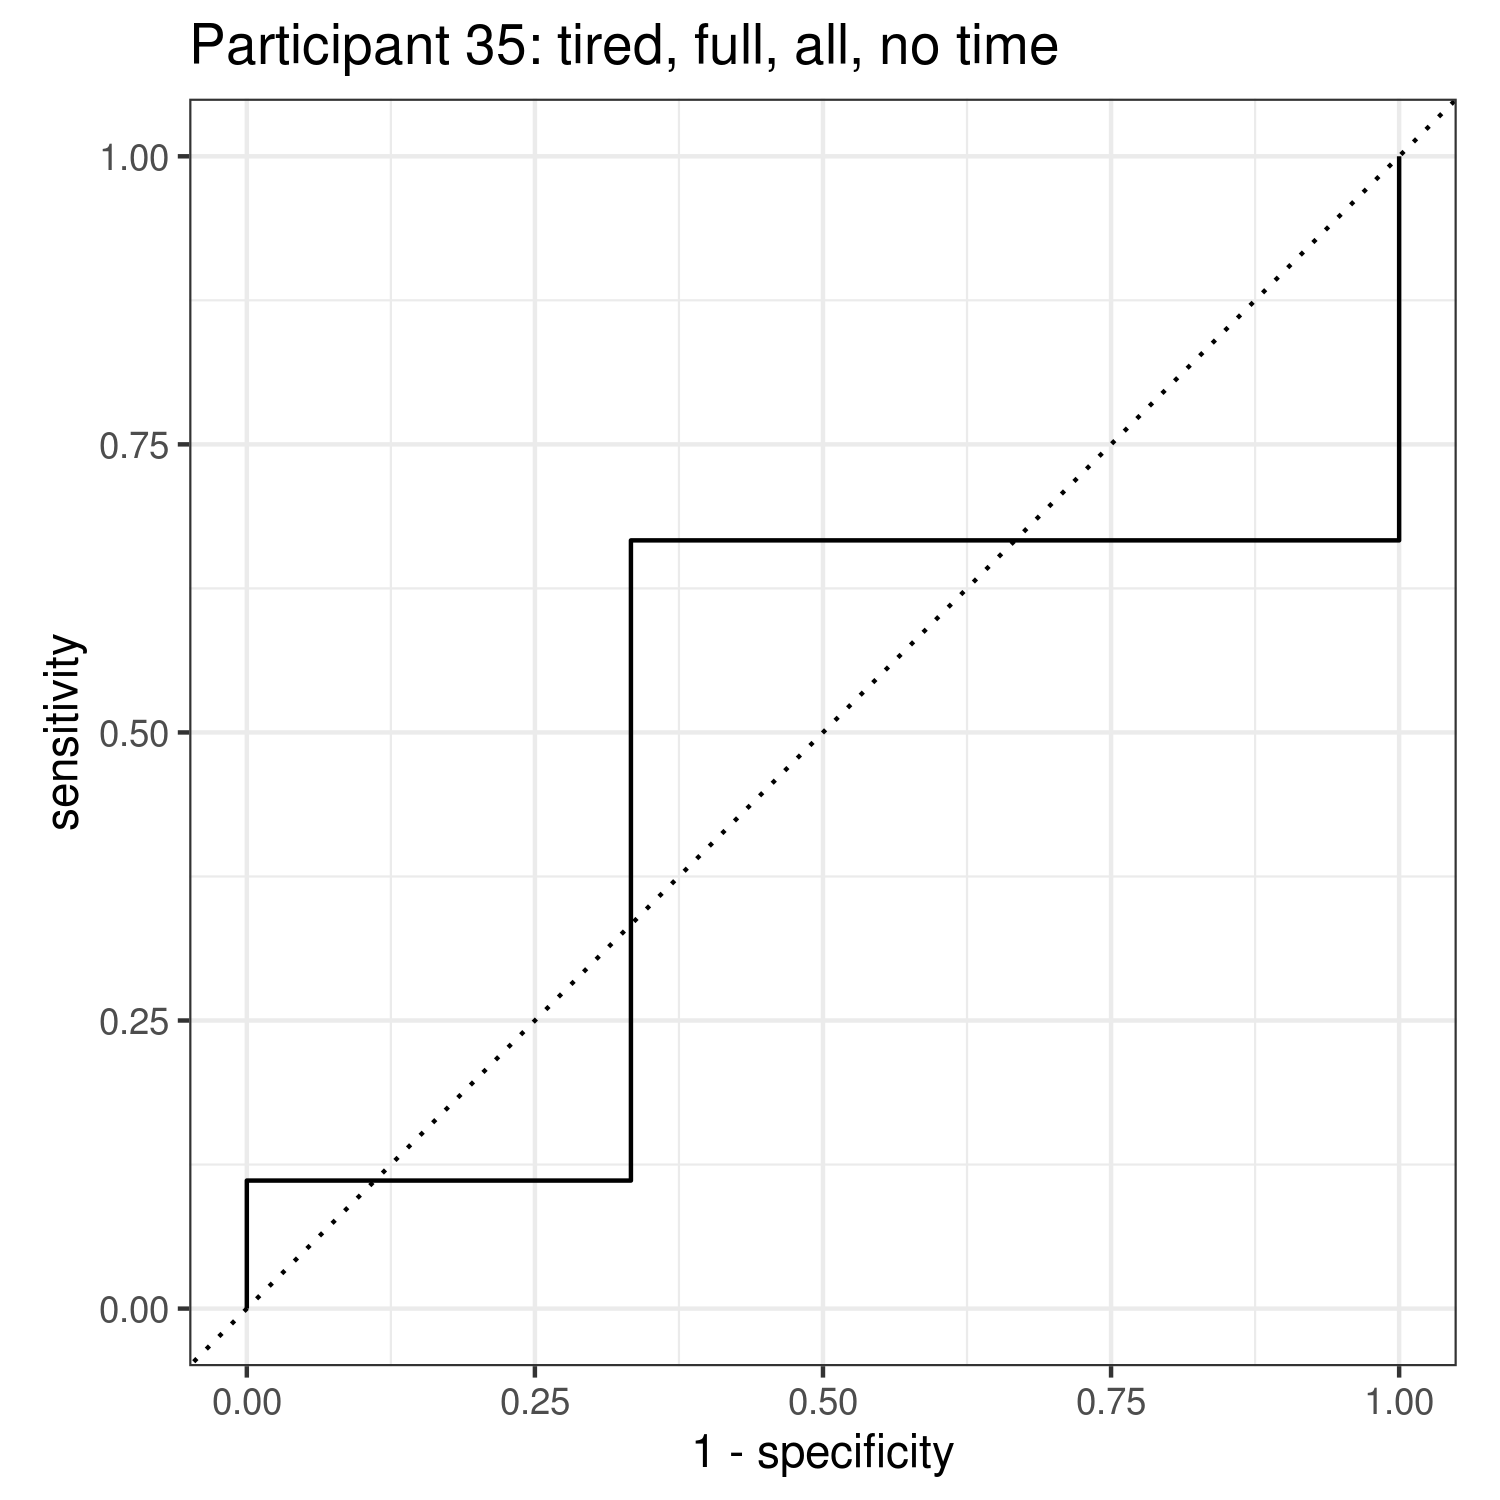 Participant 35: tired, full, all, no time
1.00
0.75
0.50
0.25
0.00
sensitivity
0.00 0.25 0.50 0.75 1.00
1 - specificity